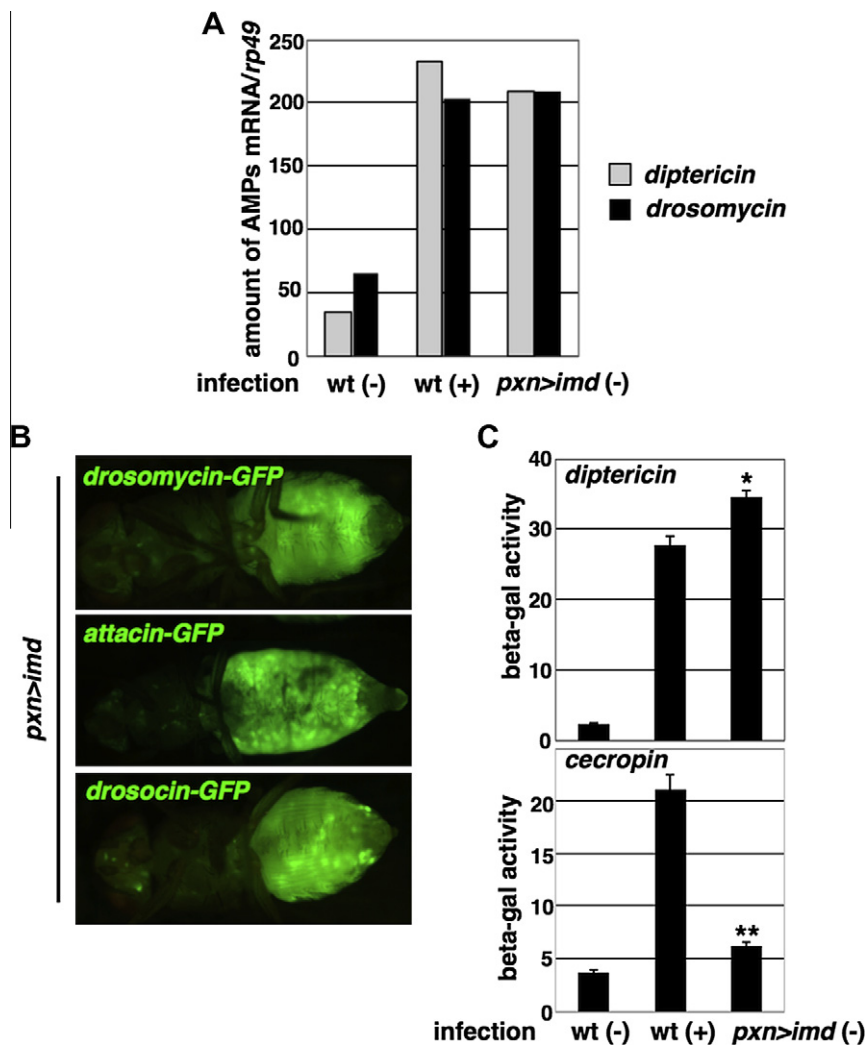 A
amount of AMPs mRNA/rp49
250
200
150
100
50
0
infection wt (-) wt (+) pxn>imd (-)
diptericin
drosomycin
B
pxn>imd
drosomycin-GFP
attacin-GFP
drosocin-GFP
C
beta-gal activity
40
30
20
10
0
diptericin
*
beta-gal activity
20
15
10
5
0
cecropin
**
infection wt (-) wt (+) pxn>imd (-)